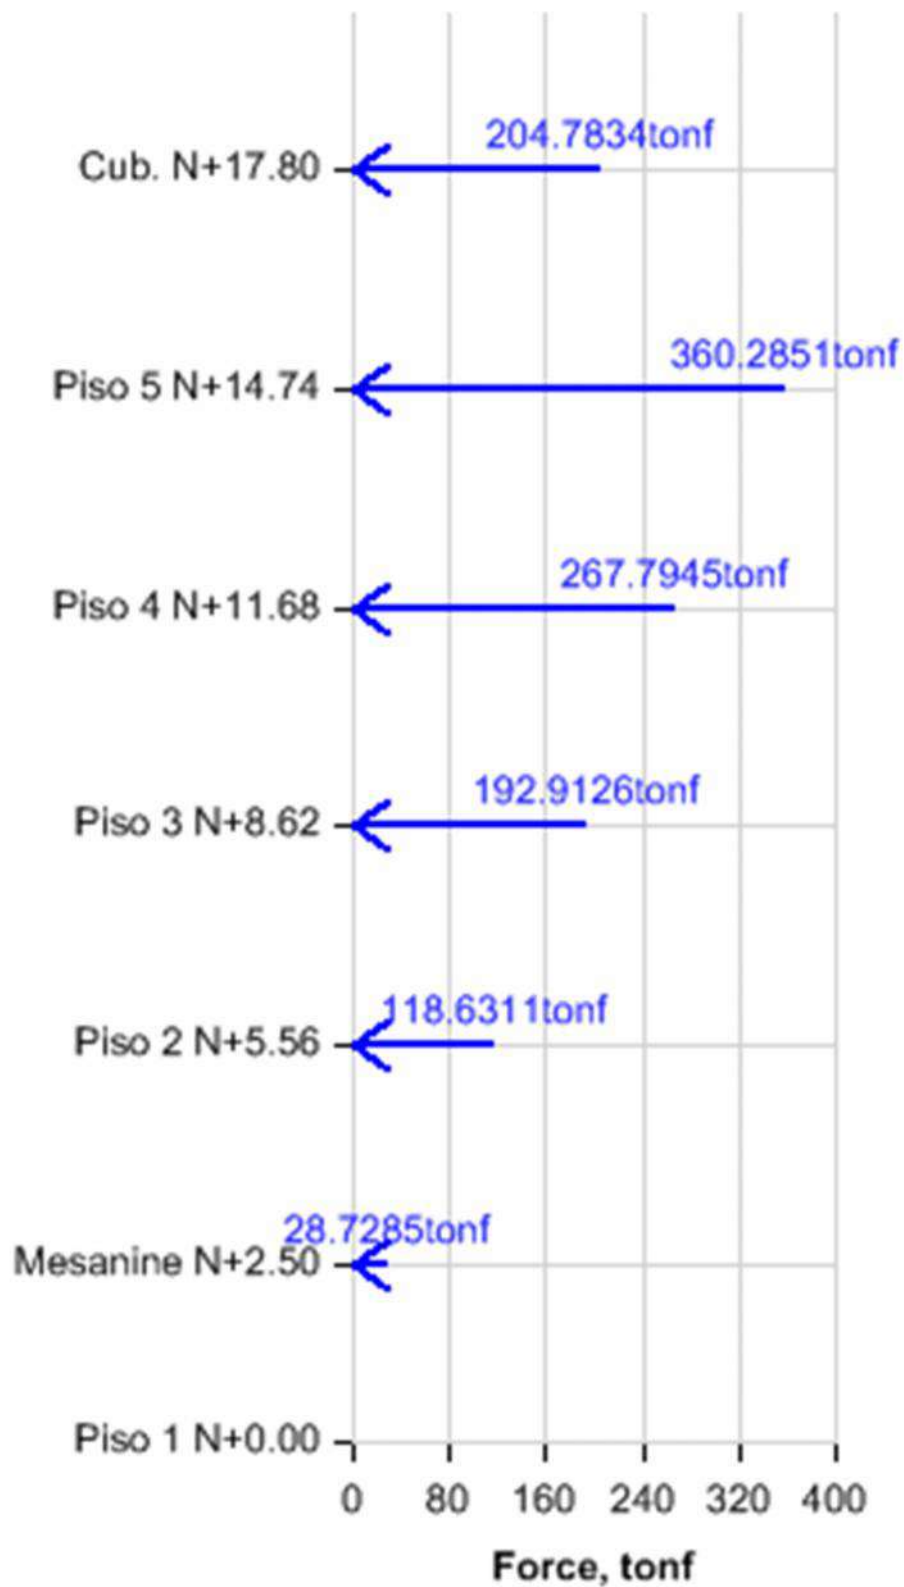 204.7834tonf
Cub. N+17.80
360.2851tonf
Piso 5 N+14.74
267.7945tonf
Piso 4 N+11.68
192.9126tonf
Piso 3 N+8.62
118.6311tonf
Piso 2 N+5.56
28.7285tonf
Mesanine N+2.50
Piso 1 N+0.00
0 80 160 240 320 400
Force, tonf